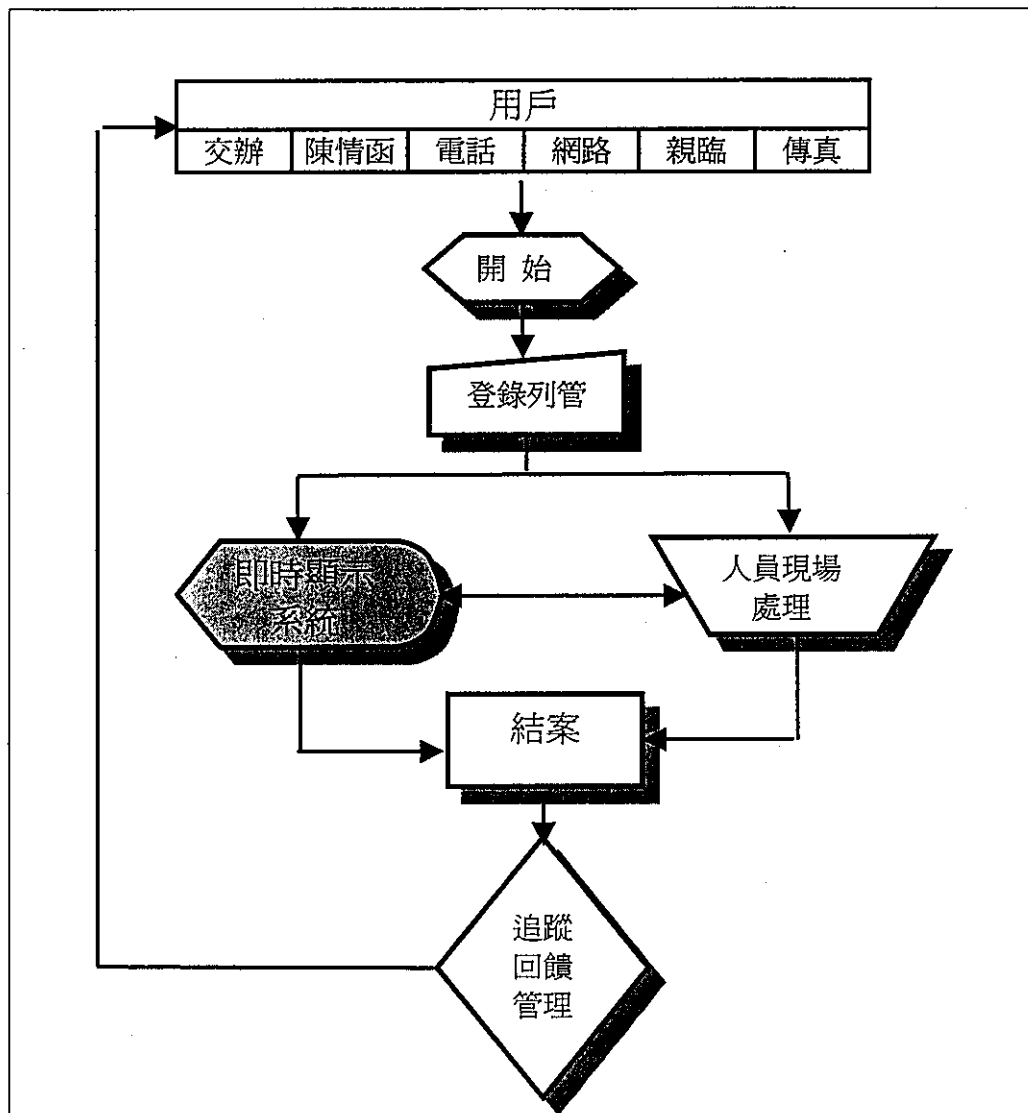 用戶
交辦 陳情函 電話 網路 親臨 傳真
開 始
登錄列管
即時顯示
系統
人員現場
處理
結案
追蹤
回饋
管理